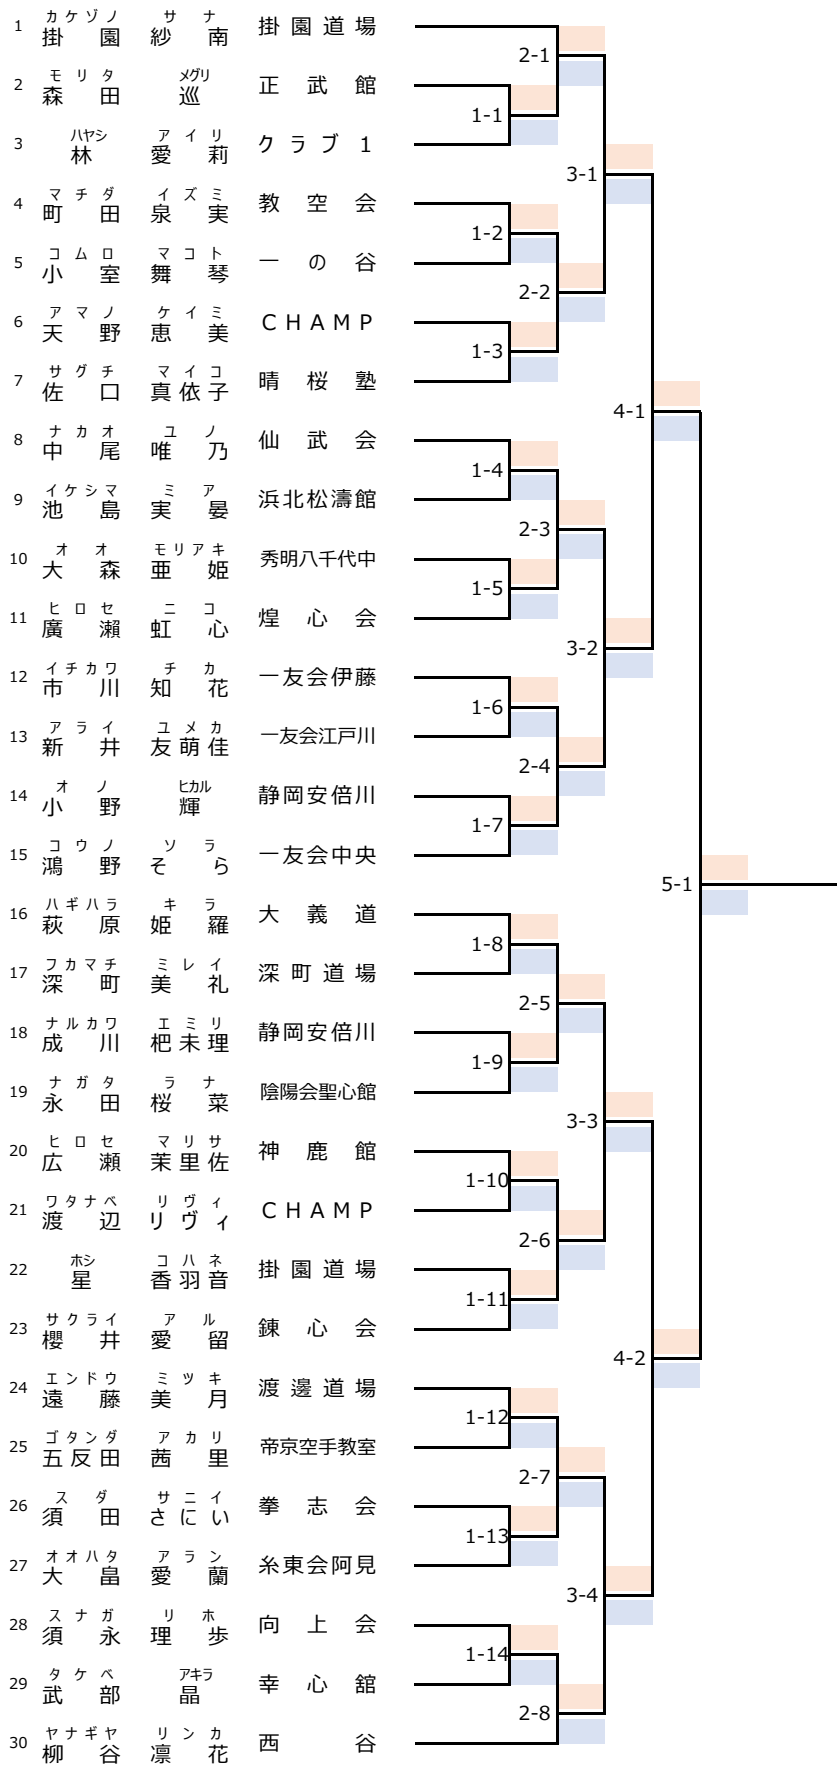 カケゾノ サナ
1 掛園 紗南 掛園道場
モリタ メグリ
2 森田 巡 正武館
ハヤシ アイリ
3 林 愛莉 クラブ1
マチダ イズミ
4 町田 泉実 教空会
コムロ マコト
5 小室 舞琴 一の谷
アマノ ケイミ
6 天野 恵美 CHAMP
サグチ マイコ
7 佐口 真依子 晴桜塾
ナカオ ユノ
8 中尾 唯乃 仙武会
イケシマ ミア
9 池島 実晏 浜北松濤館
オオ モリアキ
10 大森 亜姫 秀明八千代中
ヒロセ ニコ
11 廣瀬 虹心 煌心会
イチカワ チカ
12 市川 知花 一友会伊藤
アライ ユメカ
13 新井 友萌佳 一友会江戸川
オノ ヒカル
14 小野 輝 静岡安倍川
コウノ ソラ
15 鴻野 そら 一友会中央
ハギハラ キラ
16 萩原 姫羅 大義道
フカマチ ミレイ
17 深町 美礼 深町道場
ナルカワ エミリ
18 成川 杷未理 静岡安倍川
ナガタ ラナ
19 永田 桜菜 陰陽会聖心館
ヒロセ マリサ
20 広瀬 茉里佐 神鹿館
ワタナベ リヴィ
21 渡辺 リヴィ CHAMP
ホシ コハネ
22 星 香羽音 掛園道場
サクライ アル
23 櫻井 愛留 錬心会
エンドウ ミツキ
24 遠藤 美月 渡邊道場
ゴタンダ アカリ
25 五反田 茜里 帝京空手教室
スダ サニイ
26 須田 さにい 拳志会
オオハタ アラン
27 大畠 愛蘭 糸東会阿見
スナガ リホ
28 須永 理歩 向上会
タケベ アキラ
29 武部 晶 幸心舘
ヤナギヤ リンカ
30 柳谷 凛花 西谷
1-1
1-2
1-3
1-4
1-5
1-6
1-7
1-8
1-9
1-10
1-11
1-12
1-13
1-14
2-1
2-2
2-3
2-4
2-5
2-6
2-7
2-8
3-1
3-2
3-3
3-4
4-1
4-2
5-1